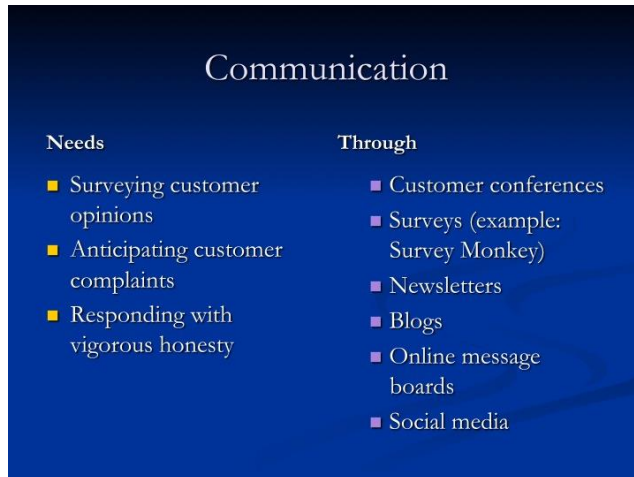 Communication
Needs
Surveying customer
opinions
Anticipating customer
complaints
Responding with
vigorous honesty
Through
Customer conferences
Surveys (example:
Survey Monkey)
Newsletters
Blogs
Online message
boards
Social media